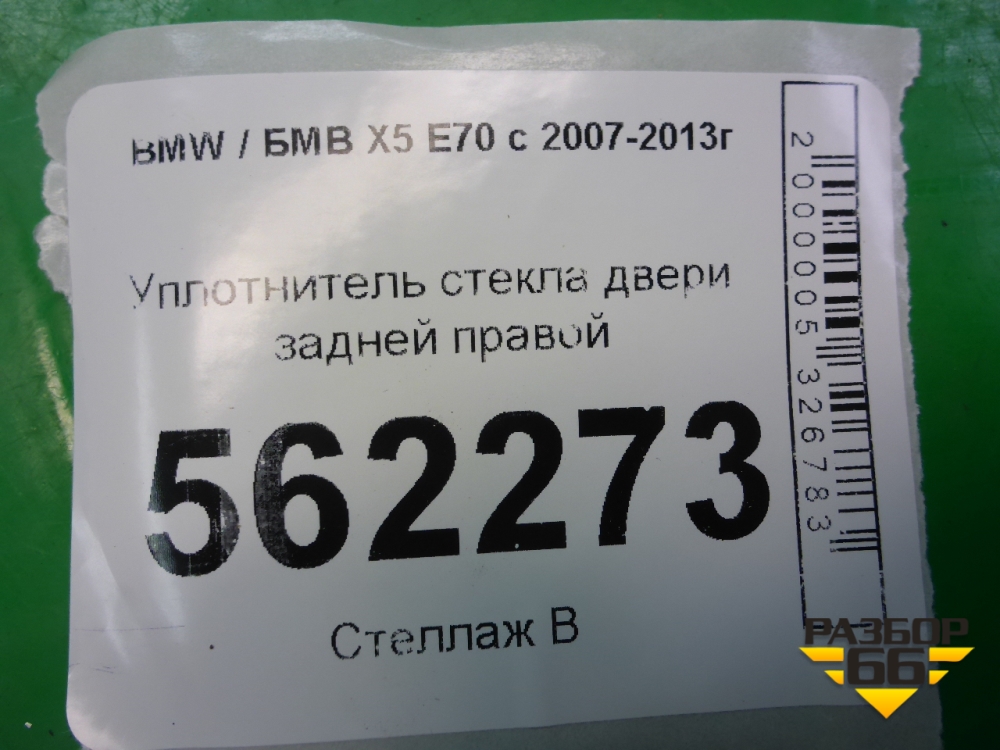 BMW / БМВ X5 E70 с 2007-2013г
Уплотнитель стекла двери
задней правой
562273
Стеллаж В
2000005326783
РАЗБОР
66